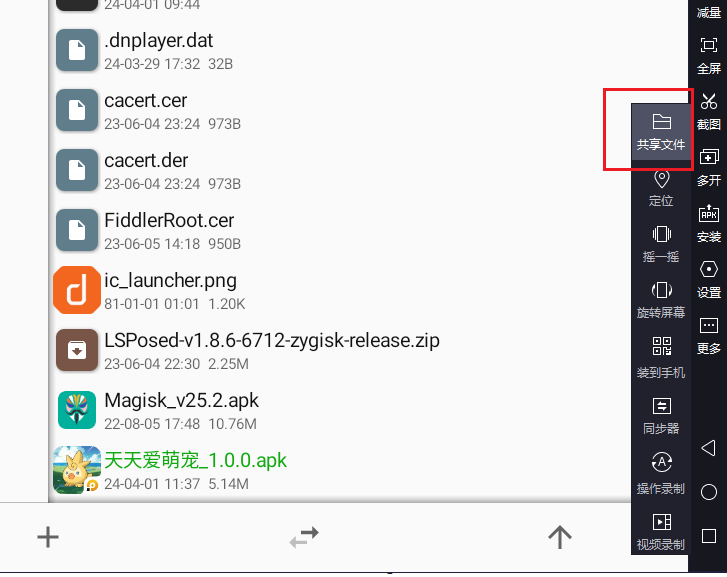 24-04-01 09:44
.dnplayer.dat
24-03-29 17:32 32B
cacert.cer
23-06-04 23:24 973B
cacert.der
23-06-04 23:24 973B
FiddlerRoot.cer
23-06-05 14:18 950B
ic_launcher.png
81-01-01 01:01 1.20K
LSPosed-v1.8.6-6712-zygisk-release.zip
23-06-04 22:30 2.25M
Magisk_v25.2.apk
22-08-05 17:48 10.76M
天天爱萌宠_1.0.0.apk
24-04-01 11:37 5.14M
共享文件
定位
摇一摇
旋转屏幕
装到手机
同步器
A
操作录制
视频录制
减量
全屏
截图
多开
APK
安装
设置
更多